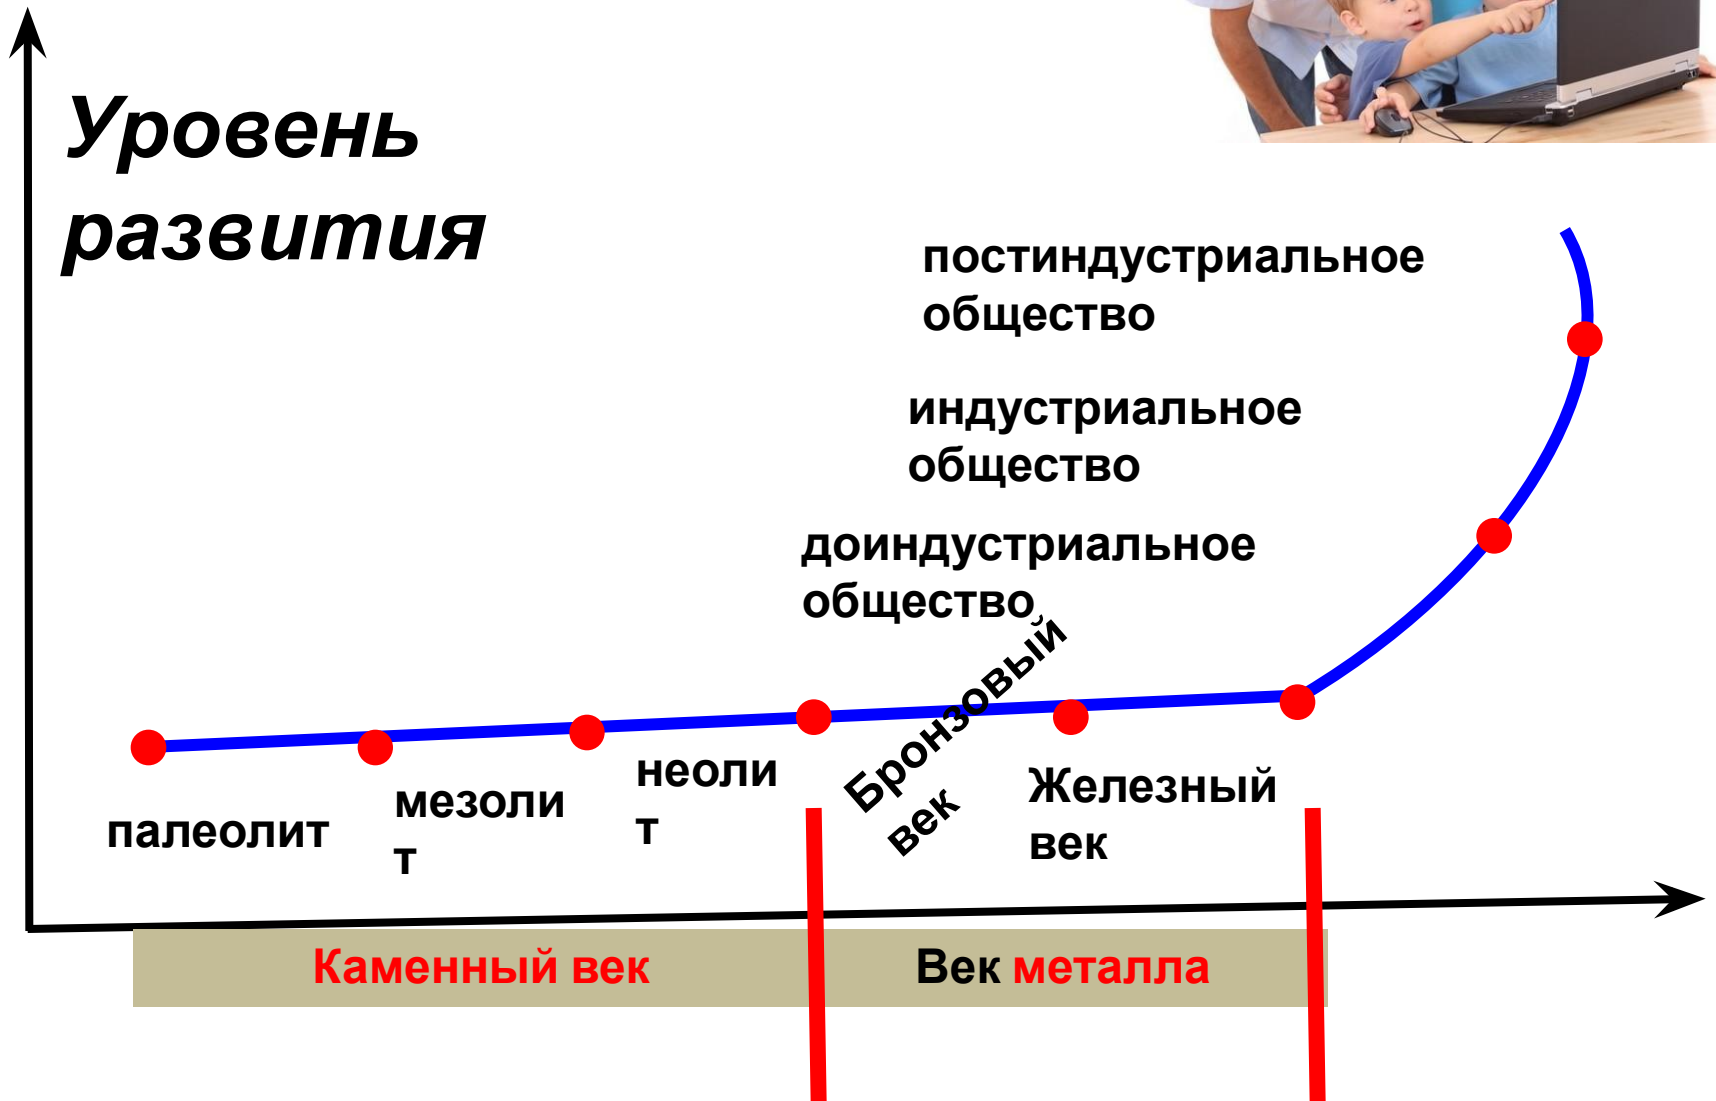 Уровень
развития
постиндустриальное
общество
индустриальное
общество
доиндустриальное
общество
палеолит
мезоли
т
неоли
т
Бронзовый
век
Железный
век
Каменный век
Век металла